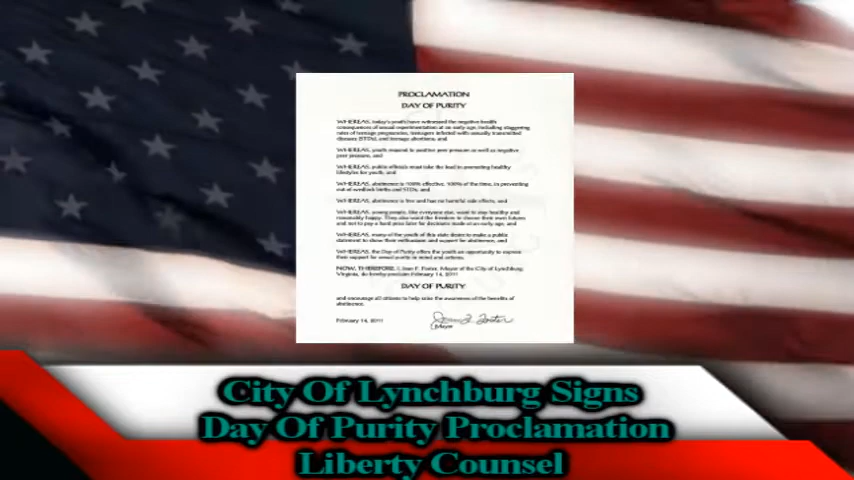 PROCLAMATION
DAY OF PURITY
WHEREAS, today's youth have witnessed the negative health
consequences of sexual experimentation at an early age, including staggering
rates of teenage pregnancies, teenagers infected with sexually transmitted
diseases (STDs), and teenage abortions; and
WHEREAS, youth respond to positive peer pressure as well as negative
peer pressure, and
WHEREAS, public officials must take the lead in promoting healthy
lifestyles for youth, and
WHEREAS, abstinence is 100% effective, 100% of the time, in preventing
out of wedlock births and STDs, and
WHEREAS, abstinence is free and has no harmful side effects, and
WHEREAS, young people, like everyone else, want to stay healthy and
reasonably happy. They also want the freedom to choose their own futures
and not to pay a hard price later for decisions made at an early age, and
WHEREAS, many of the youth of this state desire to make a public
statement to show their enthusiasm and support for abstinence, and
WHEREAS, the Day of Purity offers the youth an opportunity to express
their support for sexual purity in mind and actions.
NOW, THEREFORE, I, Joan F. Foster, Mayor of the City of Lynchburg
Virginia, do hereby proclaim February 14, 2011
DAY OF PURITY
and encourage all citizens to help raise the awareness of the benefits of
abstinence.
February 14, 2011
Mayor
City Of Lynchburg Signs
Day Of Purity Proclamation
Liberty Counsel